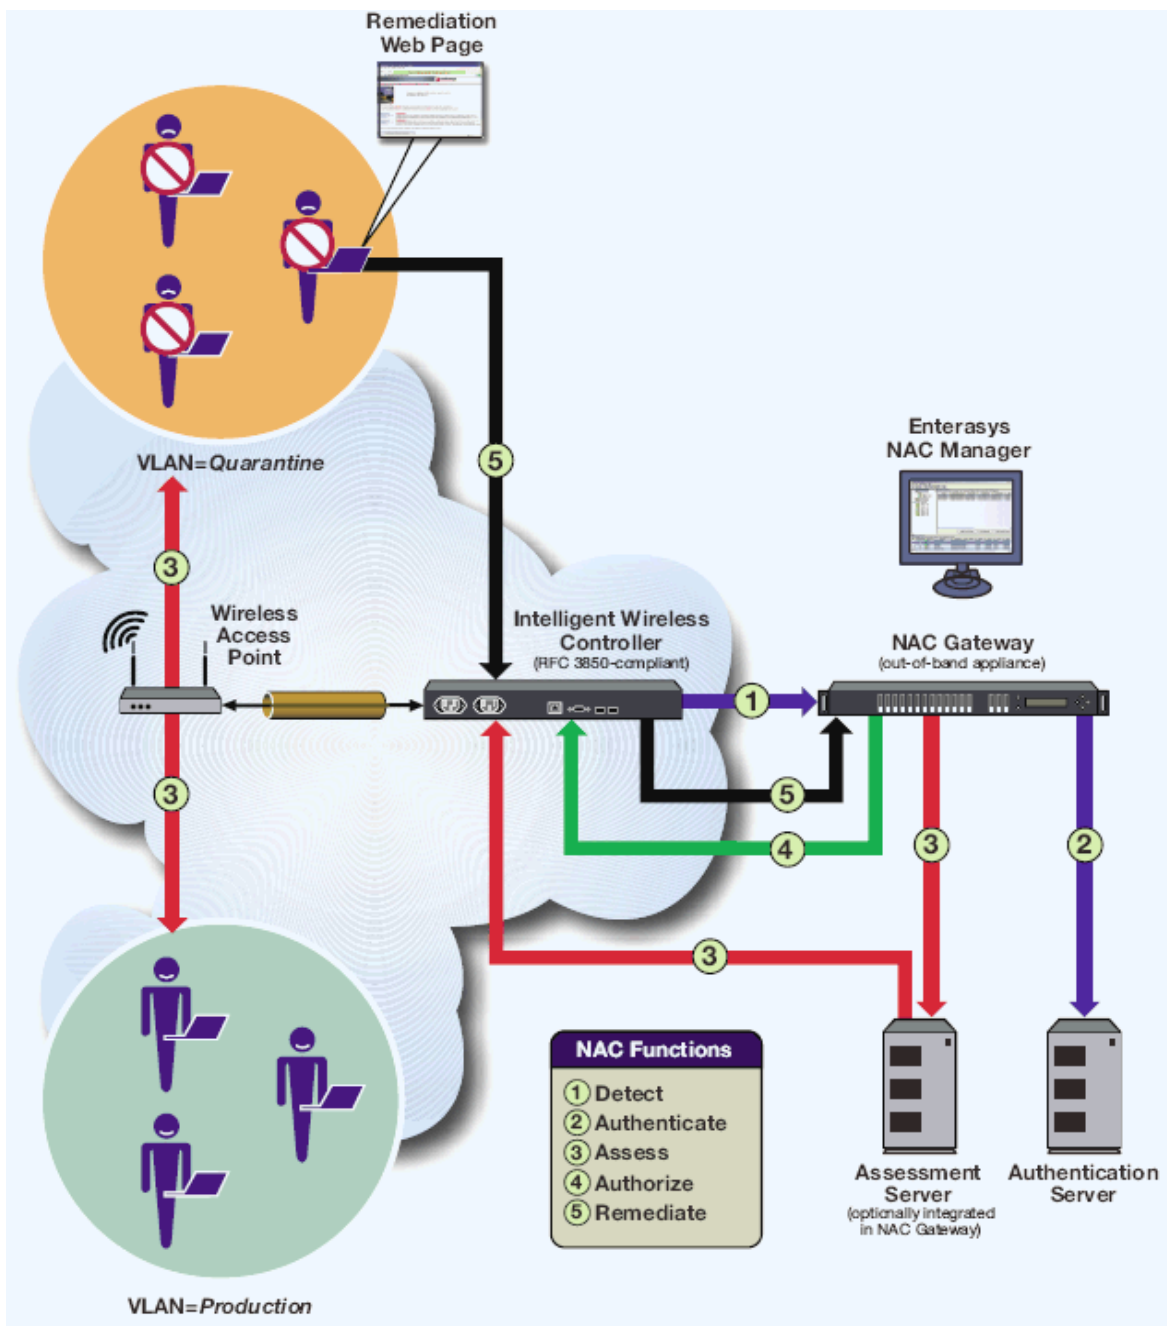 Remediation
Web Page
VLAN=Quarantine
5
Enterasys
NAC Manager
3
Wireless
Access
Point
Intelligent Wireless
Controller
(RFC 3850-compliant)
NAC Gateway
(out-of-band appliance)
1
3
5
4
3
2
3
NAC Functions
1 Detect
2 Authenticate
3 Assess
4 Authorize
5 Remediate
Assessment
Server
(optionally integrated
in NAC Gateway)
Authentication
Server
VLAN=Production